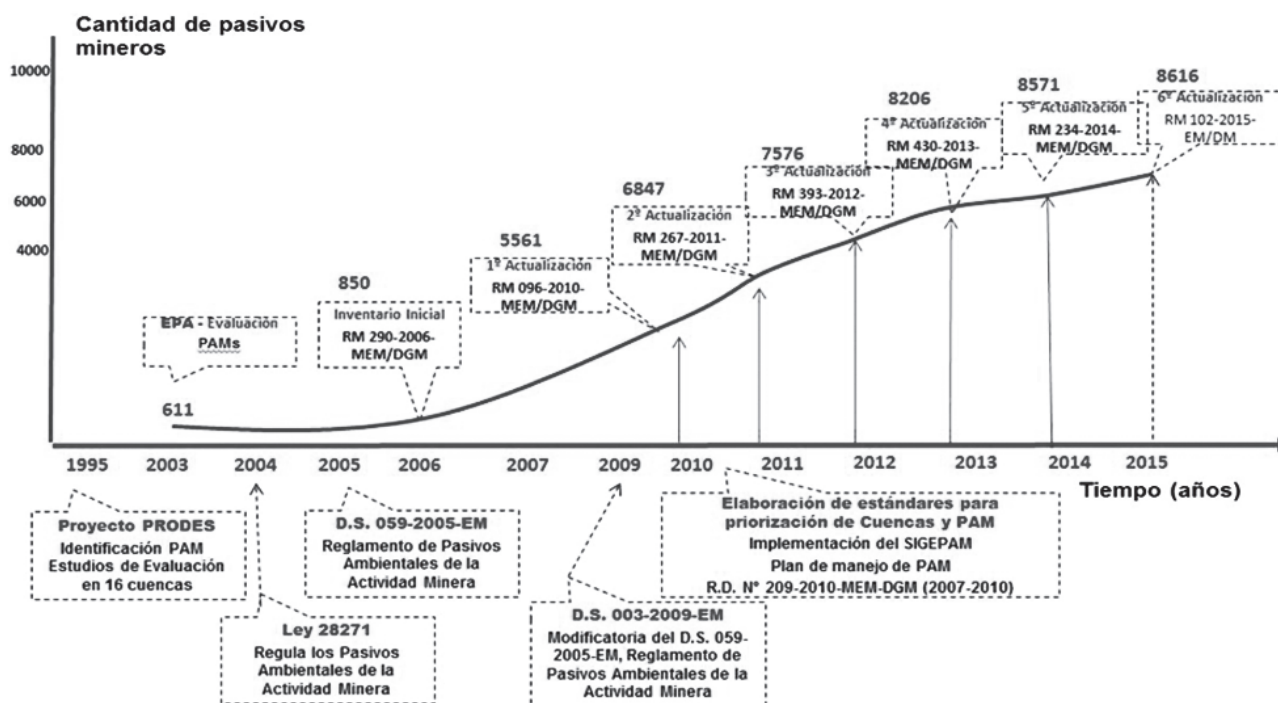 Cantidad de pasivos
mineros
10000
8000
6000
4000
611
EPA - Evaluación
PAMs
850
Inventario Inicial
RM 290-2006-
MEM/DGM
5561
1ª Actualización
RM 096-2010-
MEM/DGM
6847
2ª Actualización
RM 267-2011-
MEM/DGM
7576
3ª Actualización
RM 393-2012-
MEM/DGM
8206
4ª Actualización
RM 430-2013-
MEM/DGM
8571
5ª Actualización
RM 234-2014-
MEM/DGM
8616
6ª Actualización
RM 102-2015-
EM/DM
1995 2003 2004 2005 2006 2007 2009 2010 2011 2012 2013 2014 2015
Tiempo (años)
Proyecto PRODES
Identificación PAM
Estudios de Evaluación
en 16 cuencas
Ley 28271
Regula los Pasivos
Ambientales de la
Actividad Minera
D.S. 059-2005-EM
Reglamento de Pasivos
Ambientales de la
Actividad Minera
D.S. 003-2009-EM
Modificatoria del D.S. 059-
2005-EM, Reglamento de
Pasivos Ambientales de la
Actividad Minera
Elaboración de estándares para
priorización de Cuencas y PAM
Implementación del SIGEPAM
Plan de manejo de PAM
R.D. N° 209-2010-MEM-DGM (2007-2010)